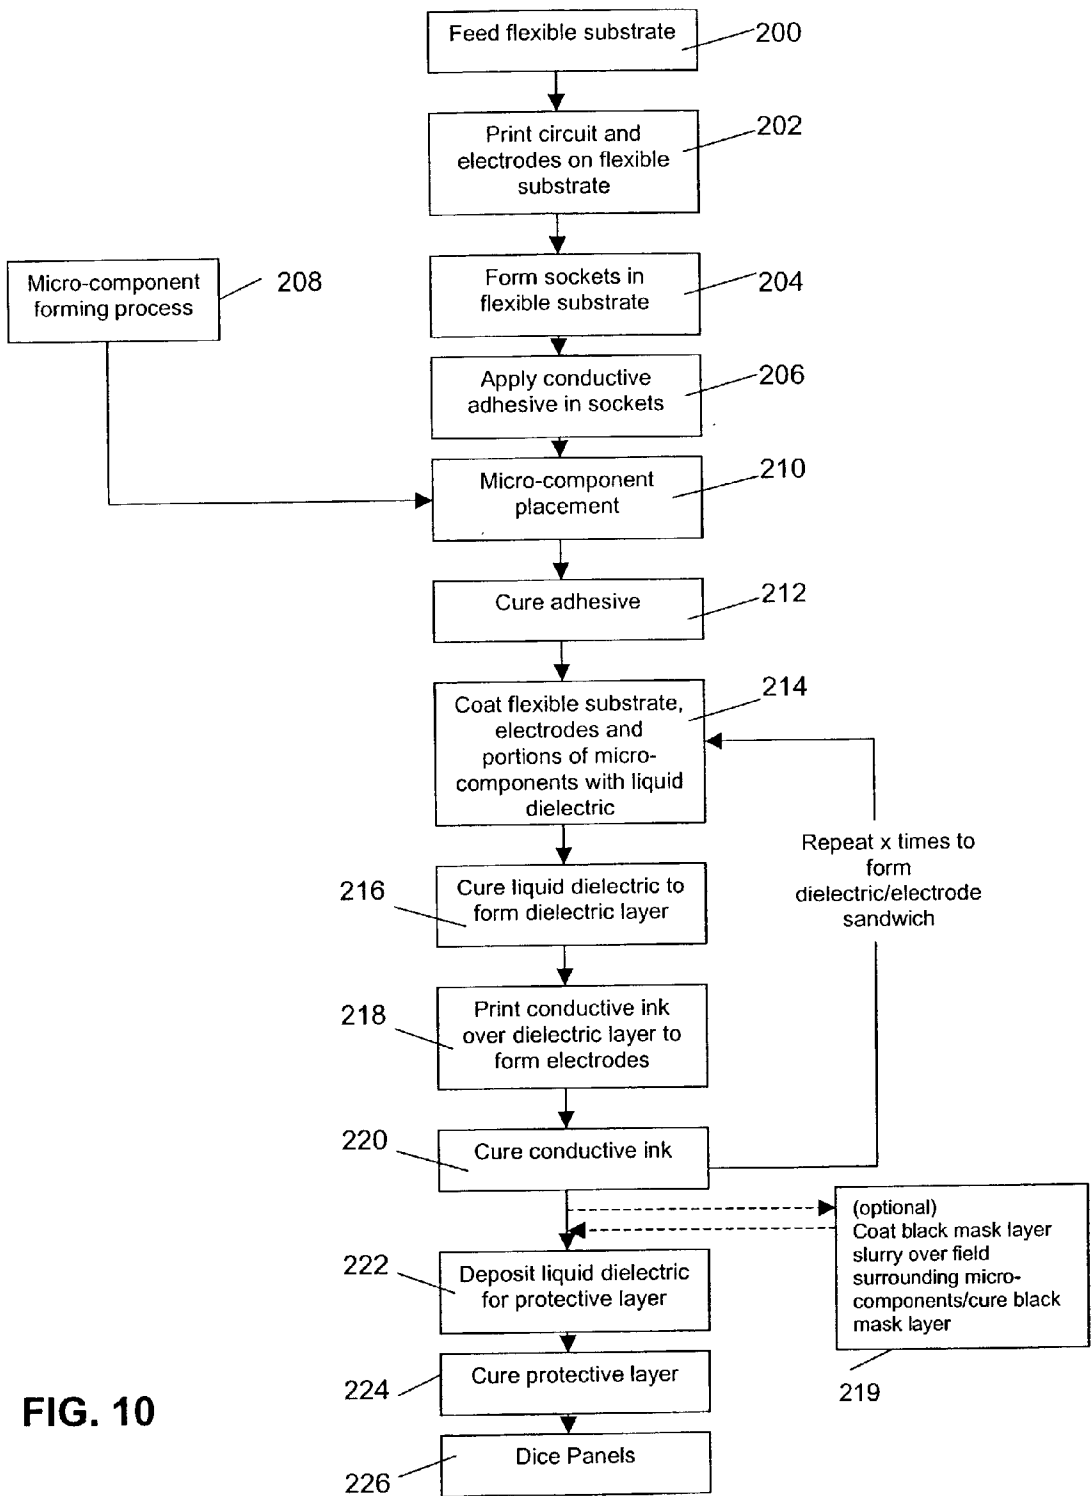 Feed flexible substrate
200
Print circuit and
electrodes on flexible
substrate
202
Form sockets in
flexible substrate
204
Micro-component
forming process
208
Apply conductive
adhesive in sockets
206
Micro-component
placement
210
Cure adhesive
212
Coat flexible substrate,
electrodes and
portions of micro-
components with liquid
dielectric
214
Repeat x times to
form
dielectric/electrode
sandwich
216
Cure liquid dielectric to
form dielectric layer
218
Print conductive ink
over dielectric layer to
form electrodes
220
Cure conductive ink
(optional)
Coat black mask layer
slurry over field
surrounding micro-
components/cure black
mask layer
219
222
Deposit liquid dielectric
for protective layer
224
Cure protective layer
226
Dice Panels
FIG. 10